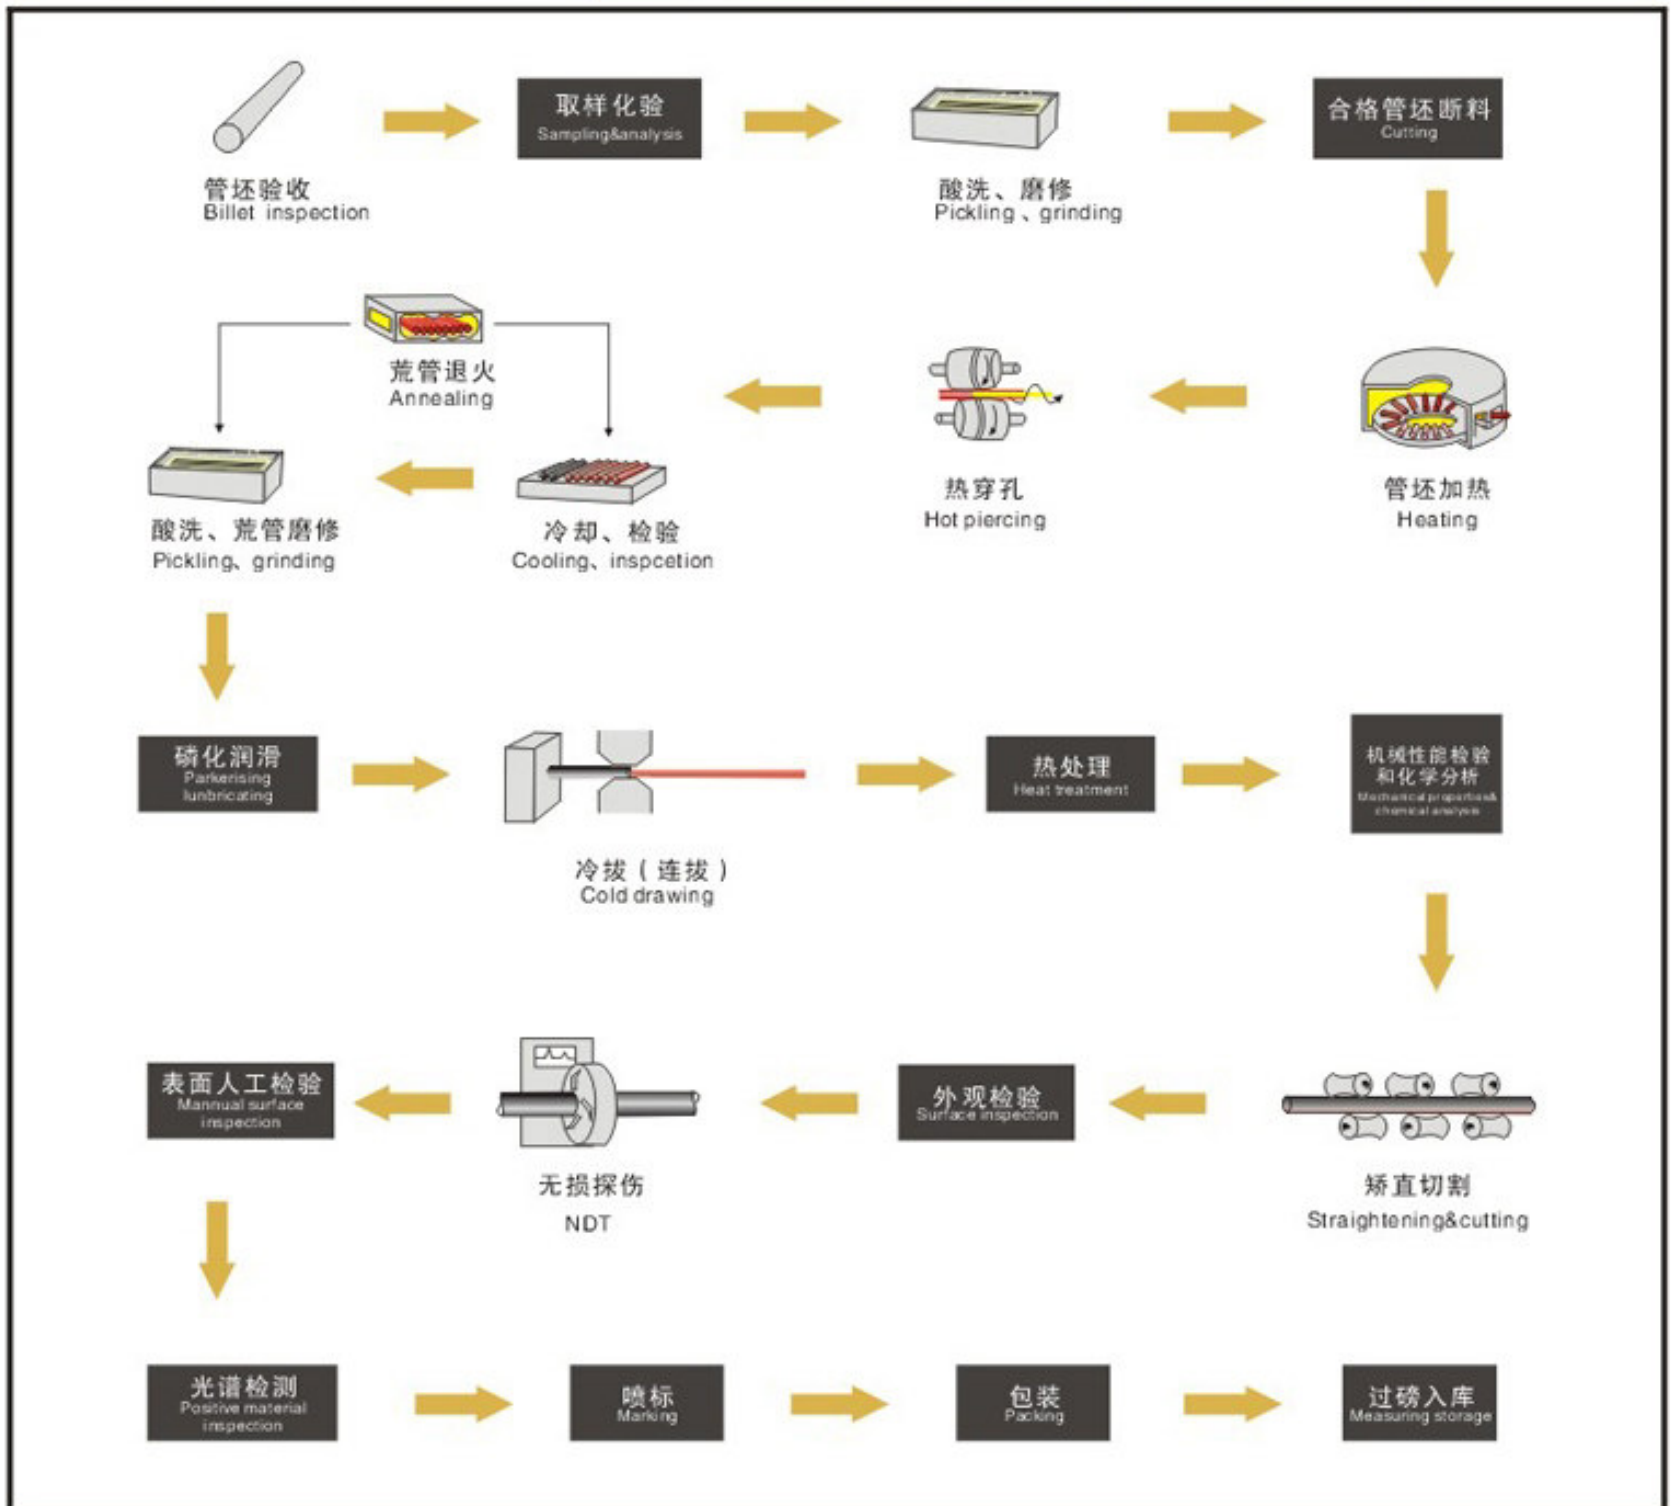 管坯验收
Billet inspection
取样化验
Sampling&analysis
酸洗、磨修
Pickling、grinding
合格管坯断料
Cutting
荒管退火
Annealing
热穿孔
Hot piercing
管坯加热
Heating
酸洗、荒管磨修
Pickling、grinding
冷却、检验
Cooling、inspcetion
磷化润滑
Parkerising
lunbricating
冷拔（连拔）
Cold drawing
热处理
Heat treatment
机械性能检验
和化学分析
Mechanical properties&
chemical analysis
表面人工检验
Mannual surface
inspection
无损探伤
NDT
外观检验
Surface inspection
矫直切割
Straightening&cutting
光谱检测
Positive material
inspection
喷标
Marking
包装
Packing
过磅入库
Measuring storage